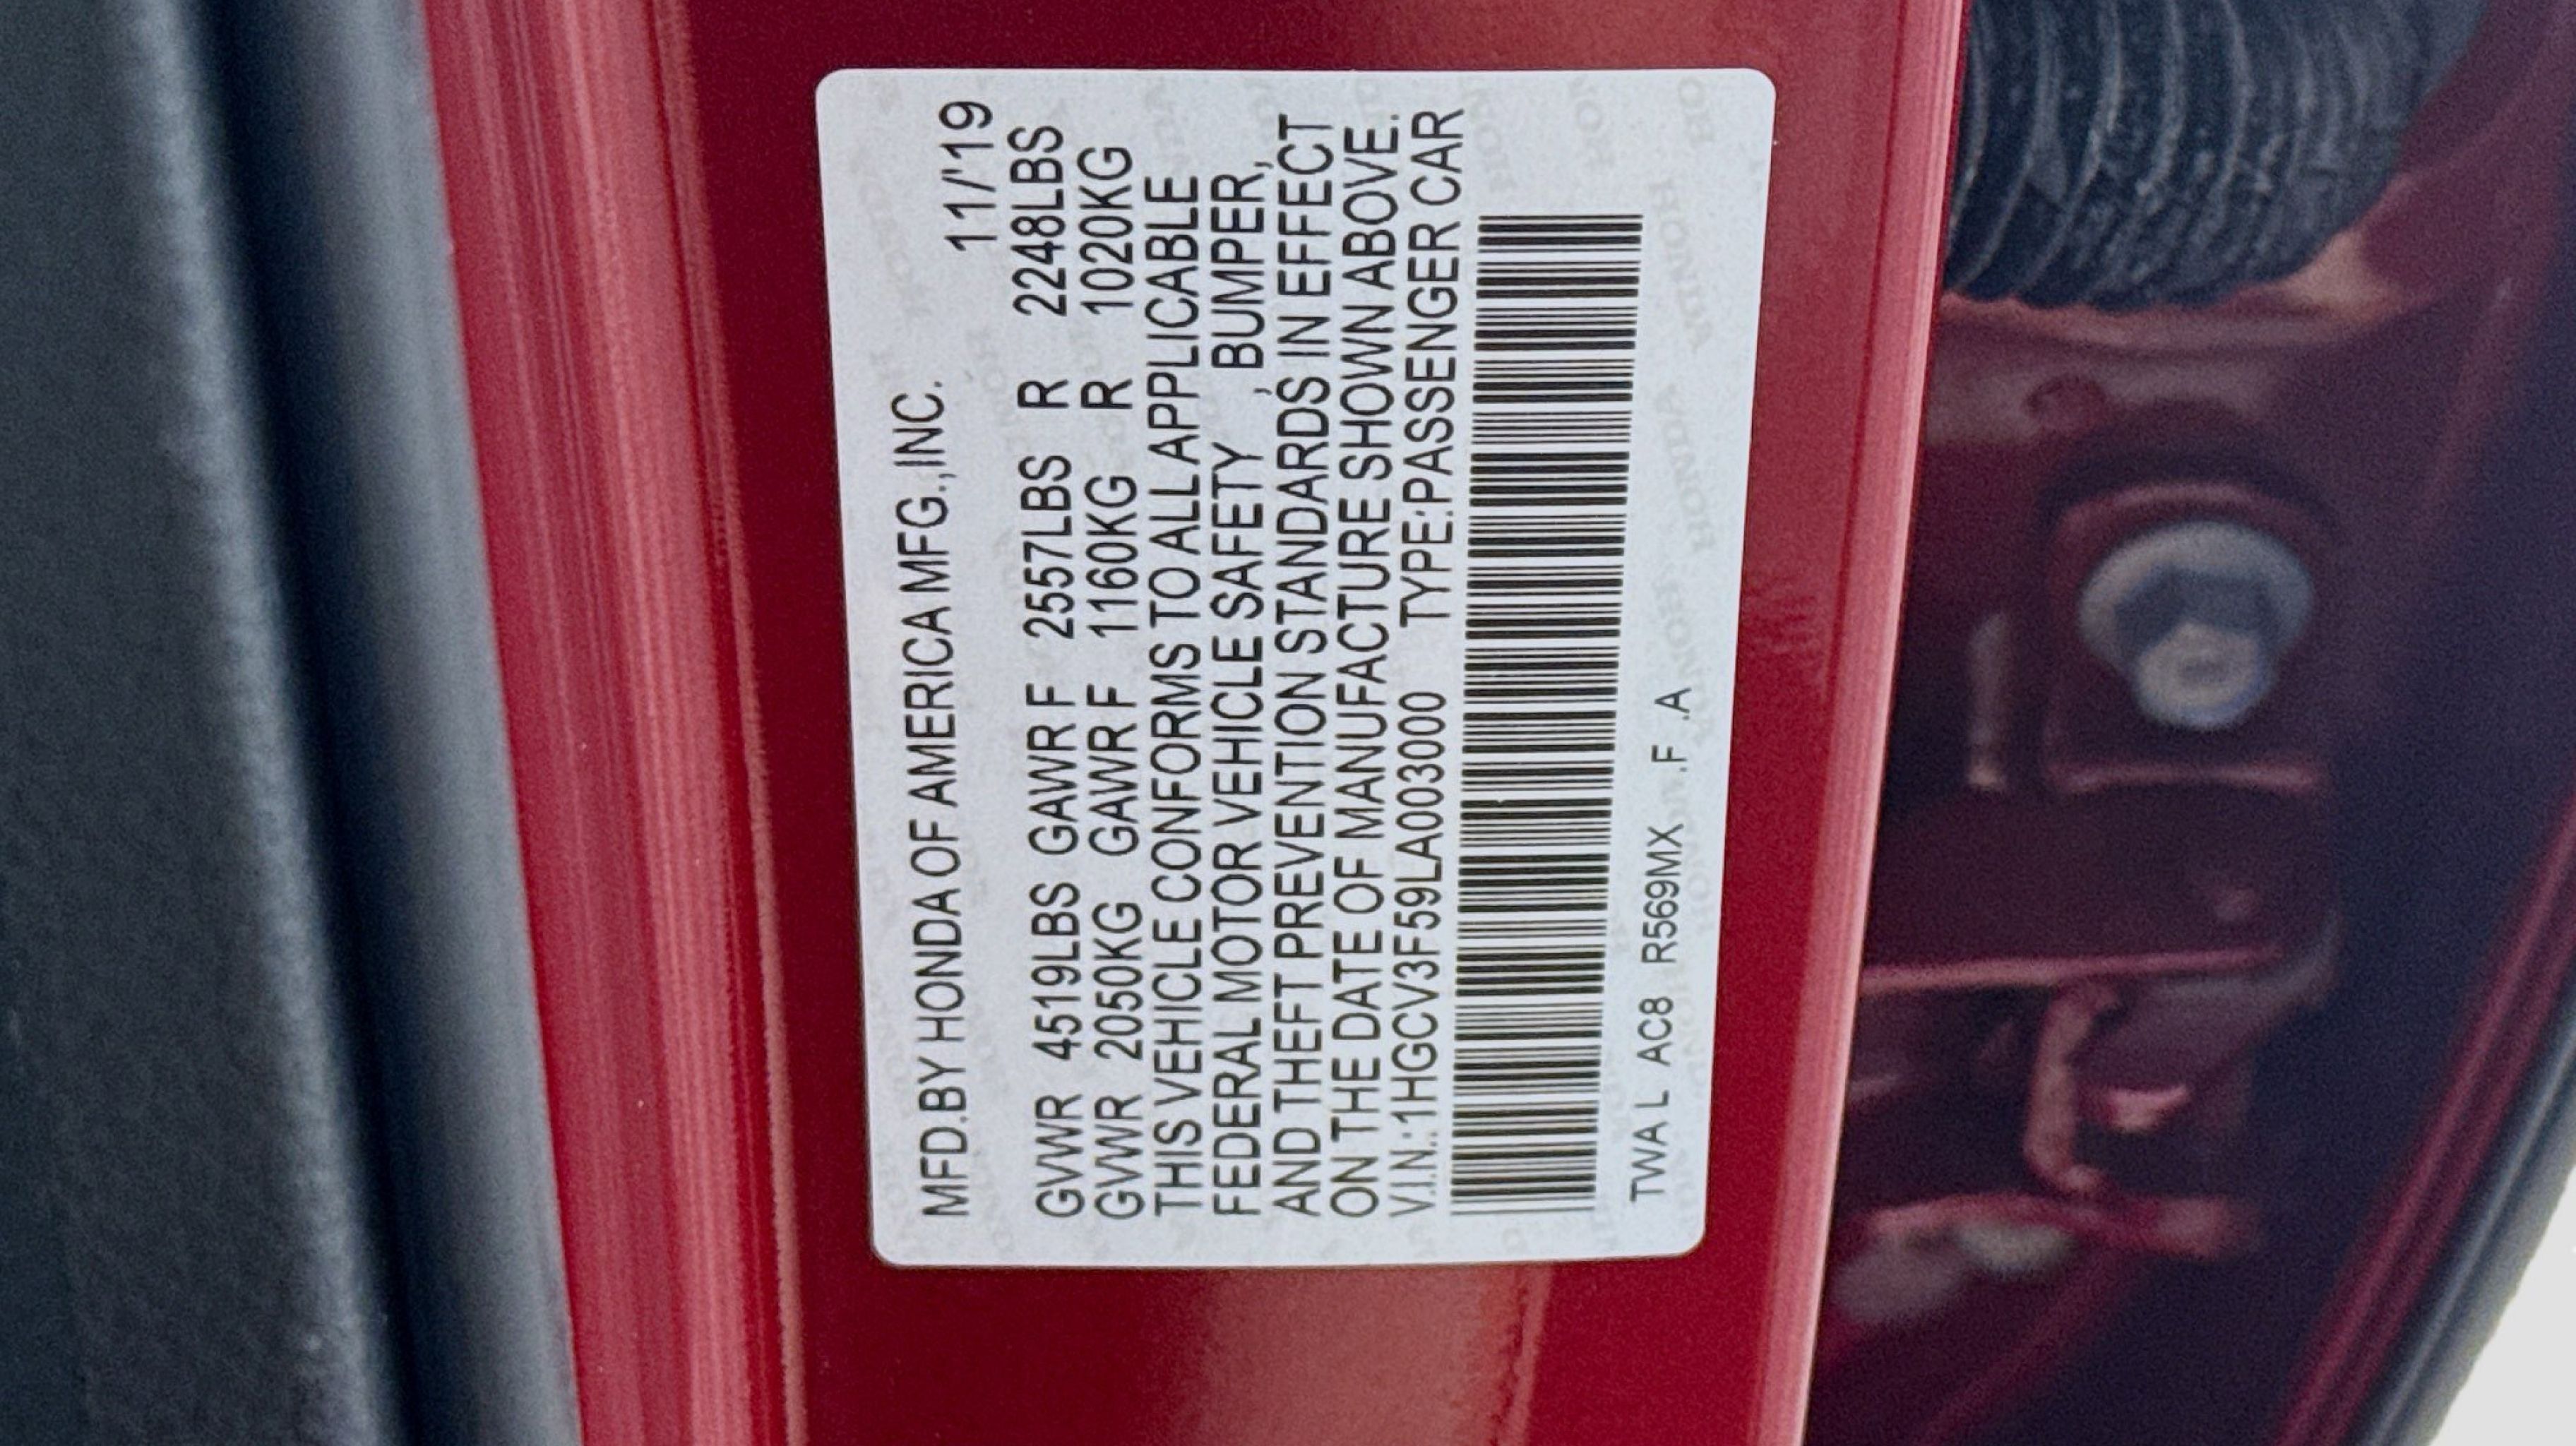 MFD.BY HONDA OF AMERICA MFG.,INC. 11/'19
GVWR 4519LBS GAWR F 2557LBS R 2248LBS
GVWR 2050KG GAWR F 1160KG R 1020KG
THIS VEHICLE CONFORMS TO ALL APPLICABLE
FEDERAL MOTOR VEHICLE SAFETY , BUMPER,
AND THEFT PREVENTION STANDARDS IN EFFECT
ON THE DATE OF MANUFACTURE SHOWN ABOVE.
V.I.N.:1HGCV3F59LA003000 TYPE:PASSENGER CAR
TWA L AC8 R569MX .F .A